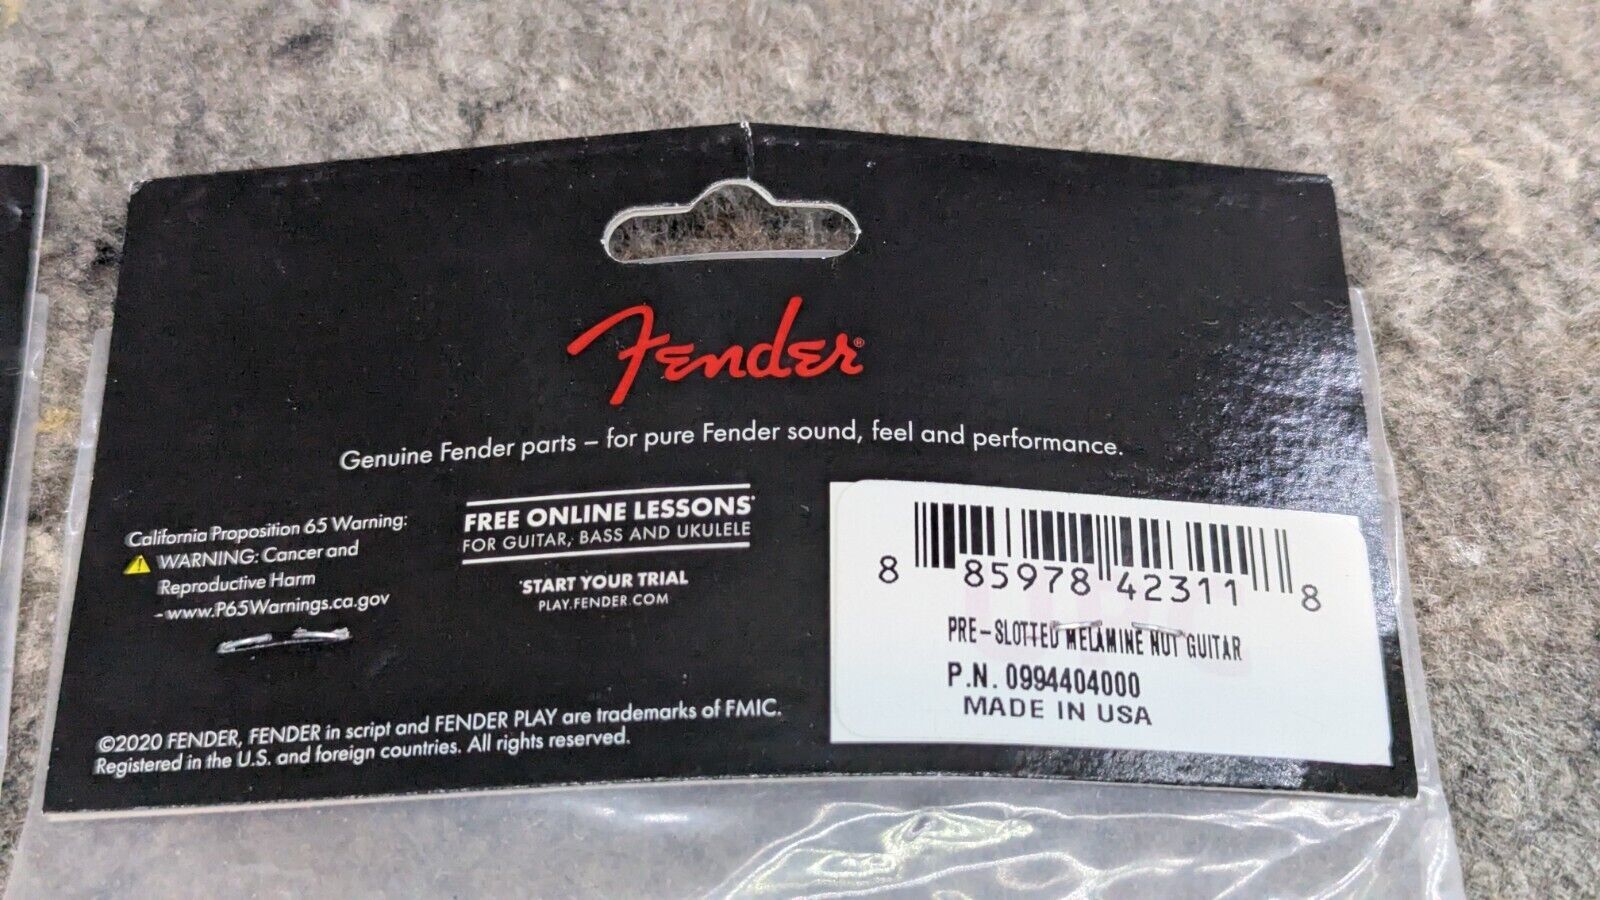 Fender®
Genuine Fender parts – for pure Fender sound, feel and performance.
California Proposition 65 Warning:
WARNING: Cancer and
Reproductive Harm
- www.P65Warnings.ca.gov
FREE ONLINE LESSONS*
FOR GUITAR, BASS AND UKULELE
*START YOUR TRIAL
PLAY.FENDER.COM
8 85978 42311 8
PRE-SLOTTED MELAMINE NUT GUITAR
P.N. 0994404000
MADE IN USA
©2020 FENDER, FENDER in script and FENDER PLAY are trademarks of FMIC.
Registered in the U.S. and foreign countries. All rights reserved.